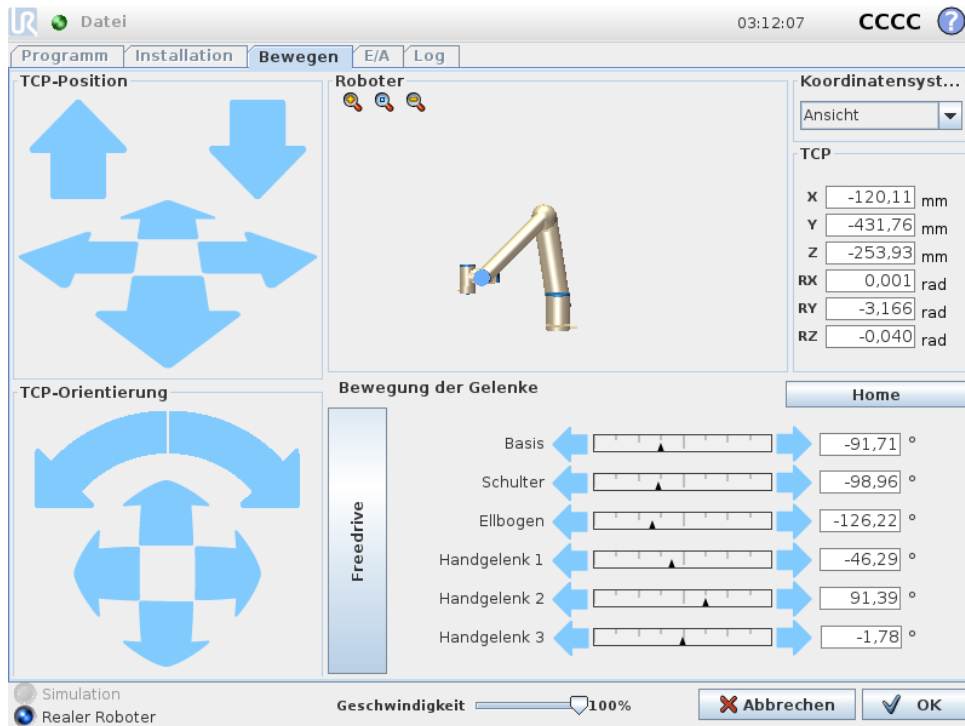 UR Datei 03:12:07 CCCC ?
Programm Installation Bewegen E/A Log
TCP-Position
Roboter
Koordinatensyst...
Ansicht
TCP
X -120,11 mm
Y -431,76 mm
Z -253,93 mm
RX 0,001 rad
RY -3,166 rad
RZ -0,040 rad
TCP-Orientierung
Bewegung der Gelenke
Home
Freedrive
Basis -91,71 °
Schulter -98,96 °
Ellbogen -126,22 °
Handgelenk 1 -46,29 °
Handgelenk 2 91,39 °
Handgelenk 3 -1,78 °
Simulation
Realer Roboter
Geschwindigkeit 100%
Abbrechen
OK